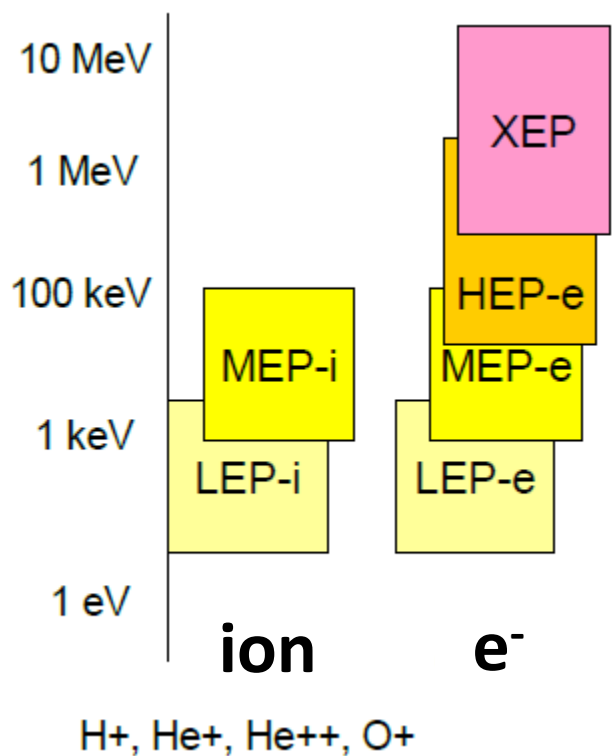 10 MeV
XEP
1 MeV
100 keV
HEP-e
MEP-i
MEP-e
1 keV
LEP-i
LEP-e
1 eV
ion
e-
H+, He+, He++, O+